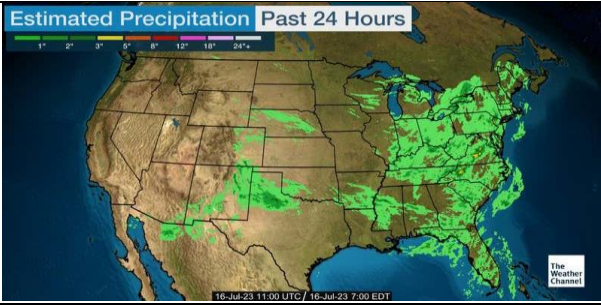 Estimated Precipitation Past 24 Hours
1" 2" 3" 5" 8" 12" 18" 24"+
The
Weather
Channel
16-Jul-23 11:00 UTC / 16-Jul-23 7:00 EDT